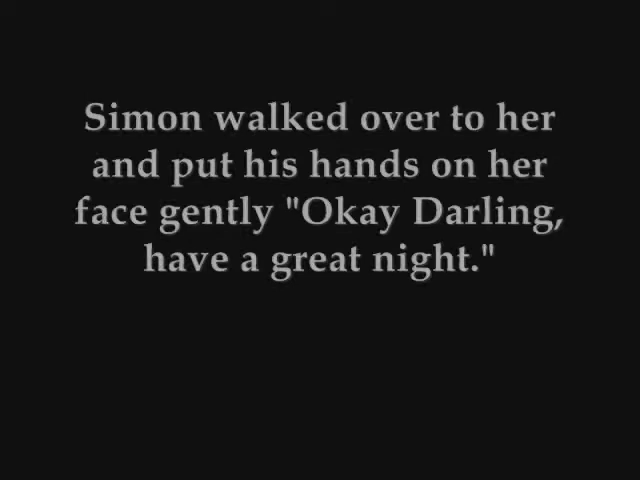 Simon walked over to her
and put his hands on her
face gently "Okay Darling,
have a great night."